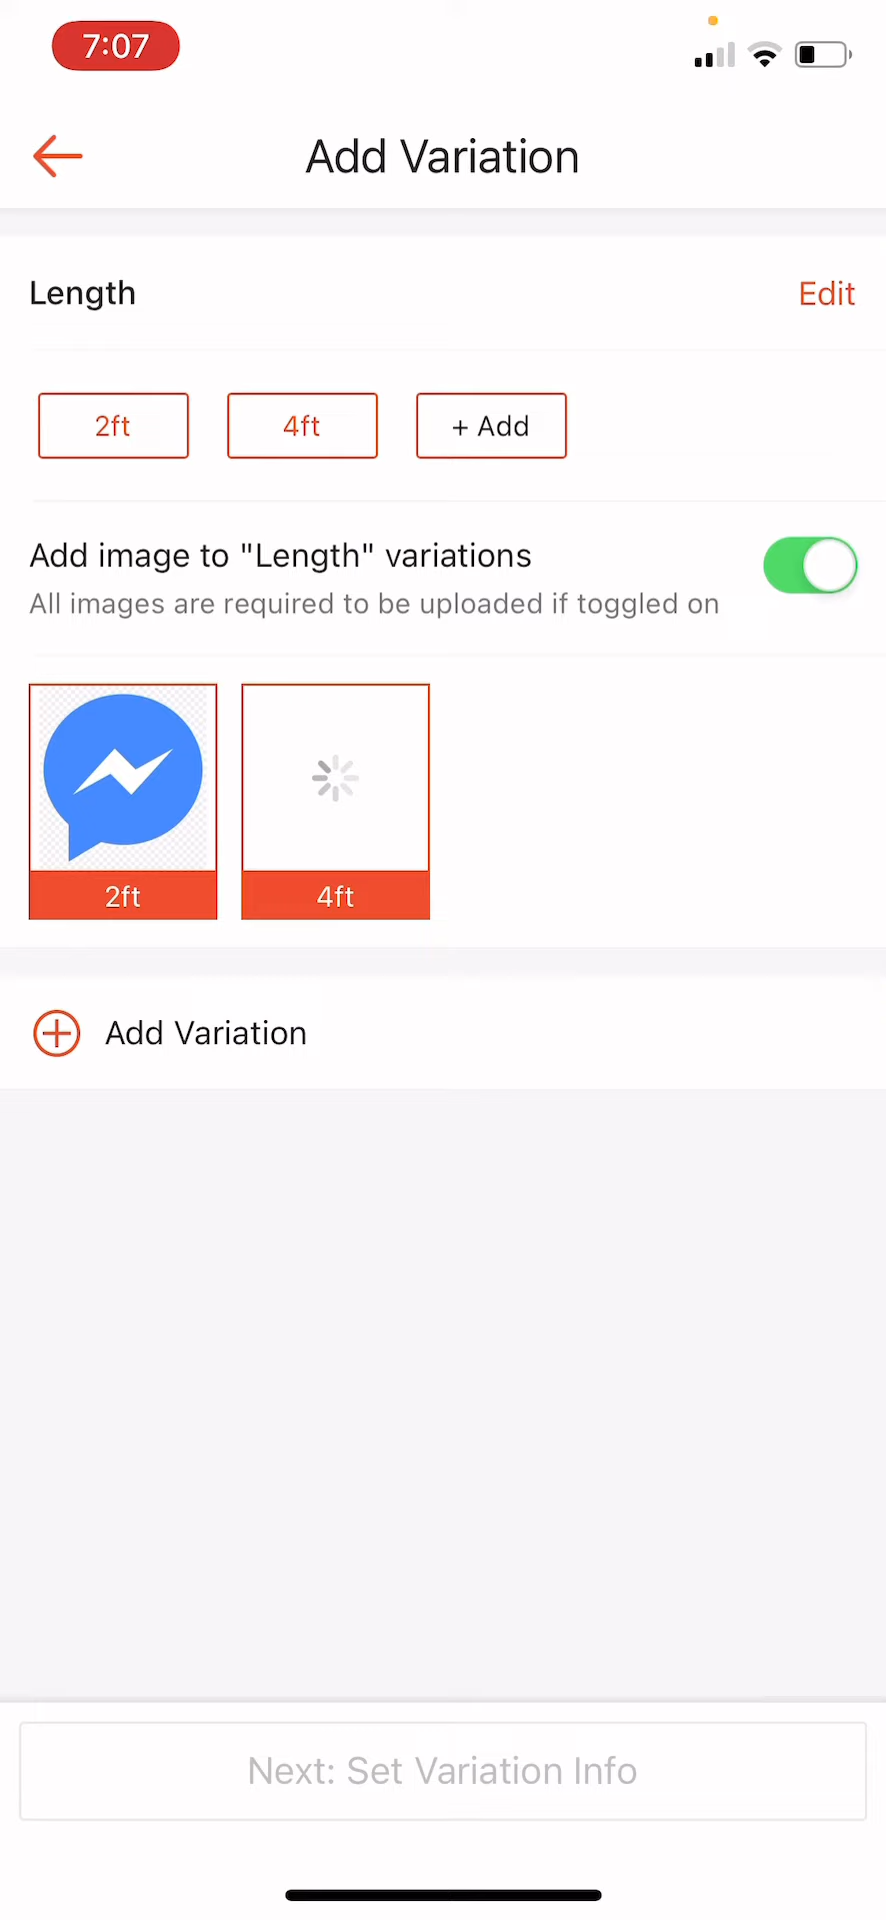 7:07
Add Variation
Length
Edit
2ft
4ft
+ Add
Add image to "Length" variations
All images are required to be uploaded if toggled on
2ft
4ft
Add Variation
Next: Set Variation Info